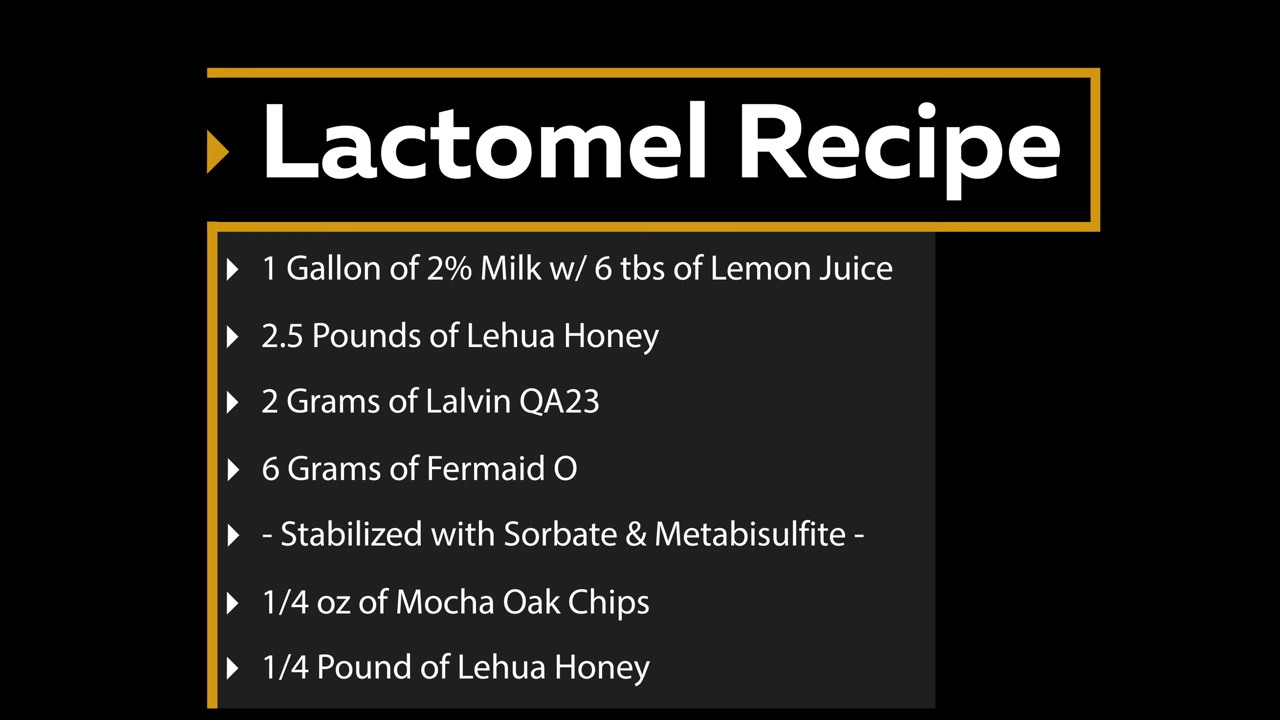 Lactomel Recipe
1 Gallon of 2% Milk w/ 6 tbs of Lemon Juice
2.5 Pounds of Lehua Honey
2 Grams of Lalvin QA23
6 Grams of Fermaid O
- Stabilized with Sorbate & Metabisulfite -
1/4 oz of Mocha Oak Chips
1/4 Pound of Lehua Honey